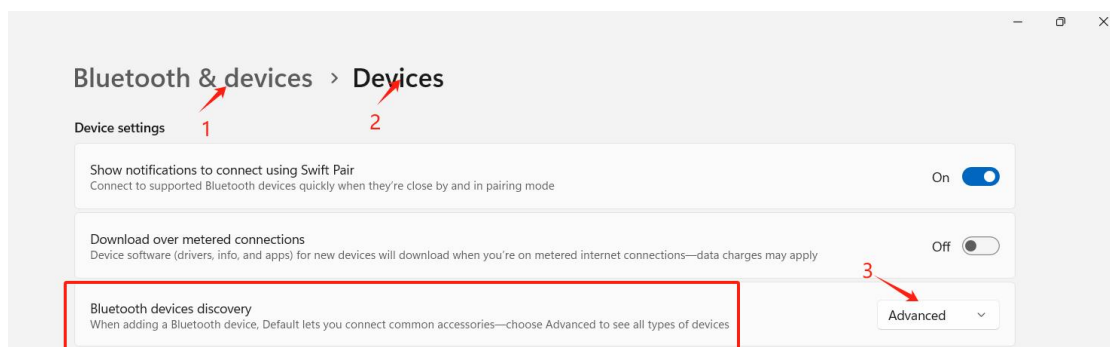 Bluetooth & devices > Devices
1
2
Device settings
Show notifications to connect using Swift Pair
Connect to supported Bluetooth devices quickly when they're close by and in pairing mode
On
Download over metered connections
Device software (drivers, info, and apps) for new devices will download when you're on metered internet connections—data charges may apply
Off
3
Bluetooth devices discovery
When adding a Bluetooth device, Default lets you connect common accessories—choose Advanced to see all types of devices
Advanced